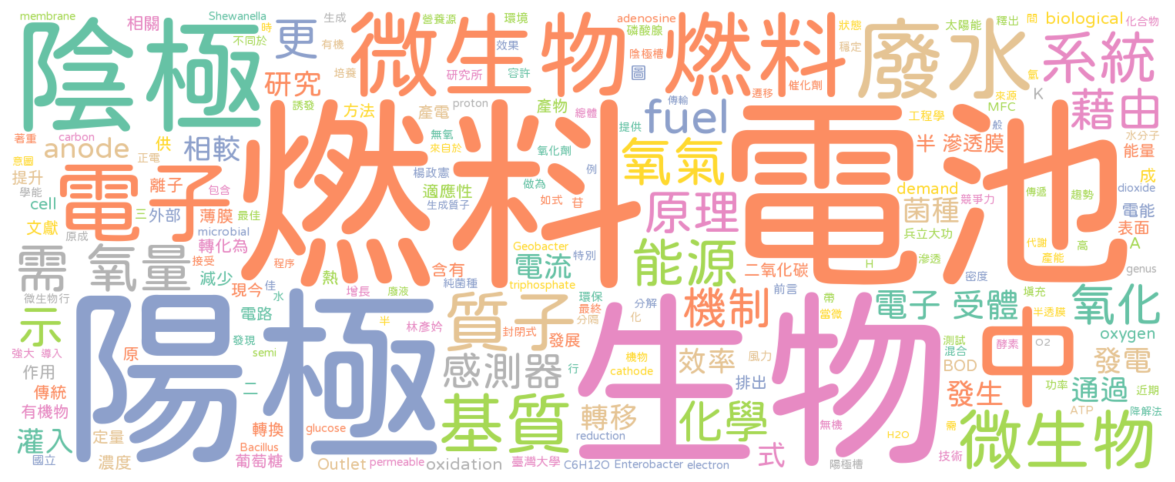 membrane 相關 Shewanella 更 有機 生成 時 營養源 環境 adenosine 狀態 太陽能 釋出 間 化合物
陰極 不同於 培養 效果 微生物 燃料 磷酸腺 穩定 廢水 biological 系統
研究 研究所 容許 陰極槽 圖 遷移 催化劑 氫 來源 K
誘發 方法 產電 proton 產物 總體 fuel 傳輸 工程學 MFC 藉由
著重 carbon 供 無氧 提供 般 水分子
意圖 正電 anode 相較 來自於 氧化劑 氧氣 半 滲透膜 能量
提升 離子 楊政憲 例 demand 成
學能 電子 適應性 做為 原理 菌種 傳遞 趨勢 dioxide
cell 包含 生成質子 如式 苷 競爭力 電能
三 外部 薄膜 燃料電池 表面
文獻 最佳 microbial 兵立大功 代謝 高 A
原成 轉化為 Geobacter 能源 滲透 產能
需 氧量 接受 程序 含有 電流 特別 二氧化碳 H 密度 genus
減少 熱 triphosphate
微生物行 現今 佳 增長 廢液 純菌種 環保 前言 帶 填充
示 水 電路 質子 最終 分解 機制 當微 電子 受體 半透膜 氧化
陽極 半 林彥妗 封閉式 分隔 化 生物 中
強大 導入 原 發現 發展 測試 酵素 O2 oxygen
作用 semi 感測器 行 機物 效率 風力 混合 發電
傳統 二 cathode 排出 BOD 發生 功率 通過 近期
有機物 轉換 glucose 基質 轉移 化學 無機 ATP 降解法
灌入 定量 Bacillus reduction H2O 藥 微生物
國立 濃度 葡萄糖 Outlet permeable oxidation 臺灣大學 C6H12O Enterobacter electron 式 陽極槽 技術